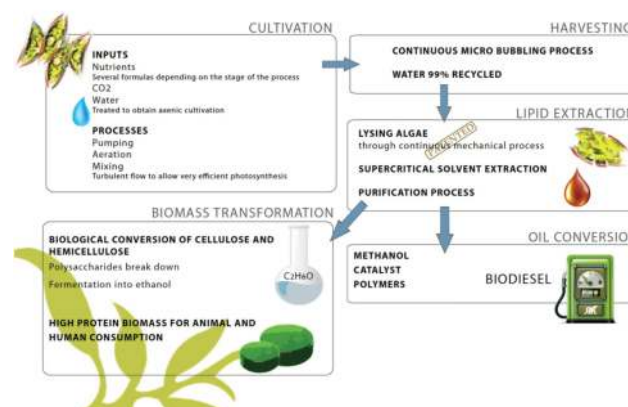 CULTIVATION
INPUTS
Nutrients
Several formulas depending on the stage of the process
CO2
Water
Treated to obtain axenic cultivation
PROCESSES
Pumping
Aeration
Mixing
Turbulent flow to allow very efficient photosynthesis
HARVESTING
CONTINUOUS MICRO BUBBLING PROCESS
WATER 99% RECYCLED
LIPID EXTRACTION
LYSING ALGAE
PATENTED
through continuous mechanical process
SUPERCRITICAL SOLVENT EXTRACTION
PURIFICATION PROCESS
BIOMASS TRANSFORMATION
BIOLOGICAL CONVERSION OF CELLULOSE AND
HEMICELLULOSE
Polysaccharides break down
Fermentation into ethanol
C2H6O
HIGH PROTEIN BIOMASS FOR ANIMAL AND
HUMAN CONSUMPTION
OIL CONVERSIO
METHANOL
CATALYST
POLYMERS
BIODIESEL